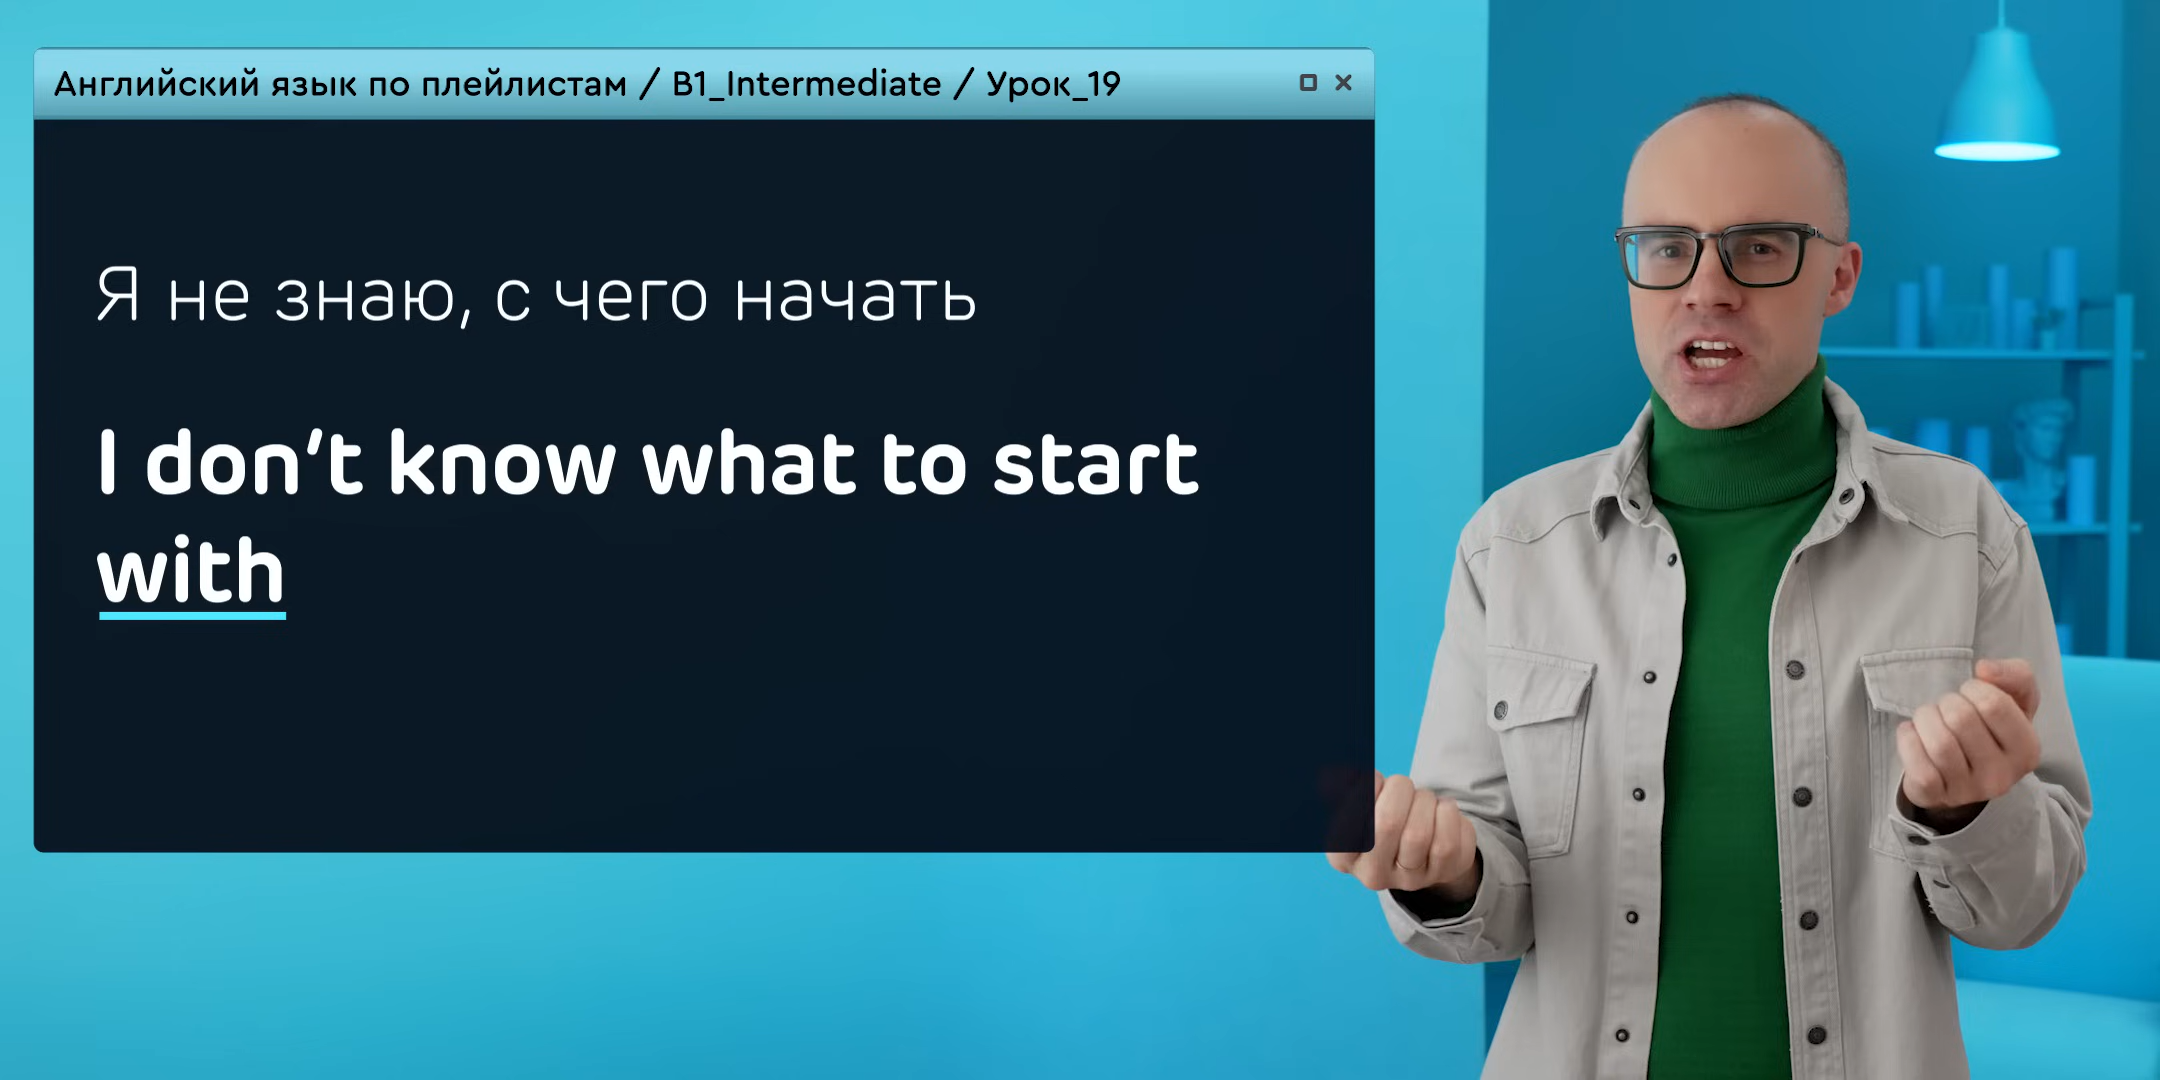 Английский язык по плейлистам / B1_Intermediate / Урок_19
Я не знаю, с чего начать
I don’t know what to start
with